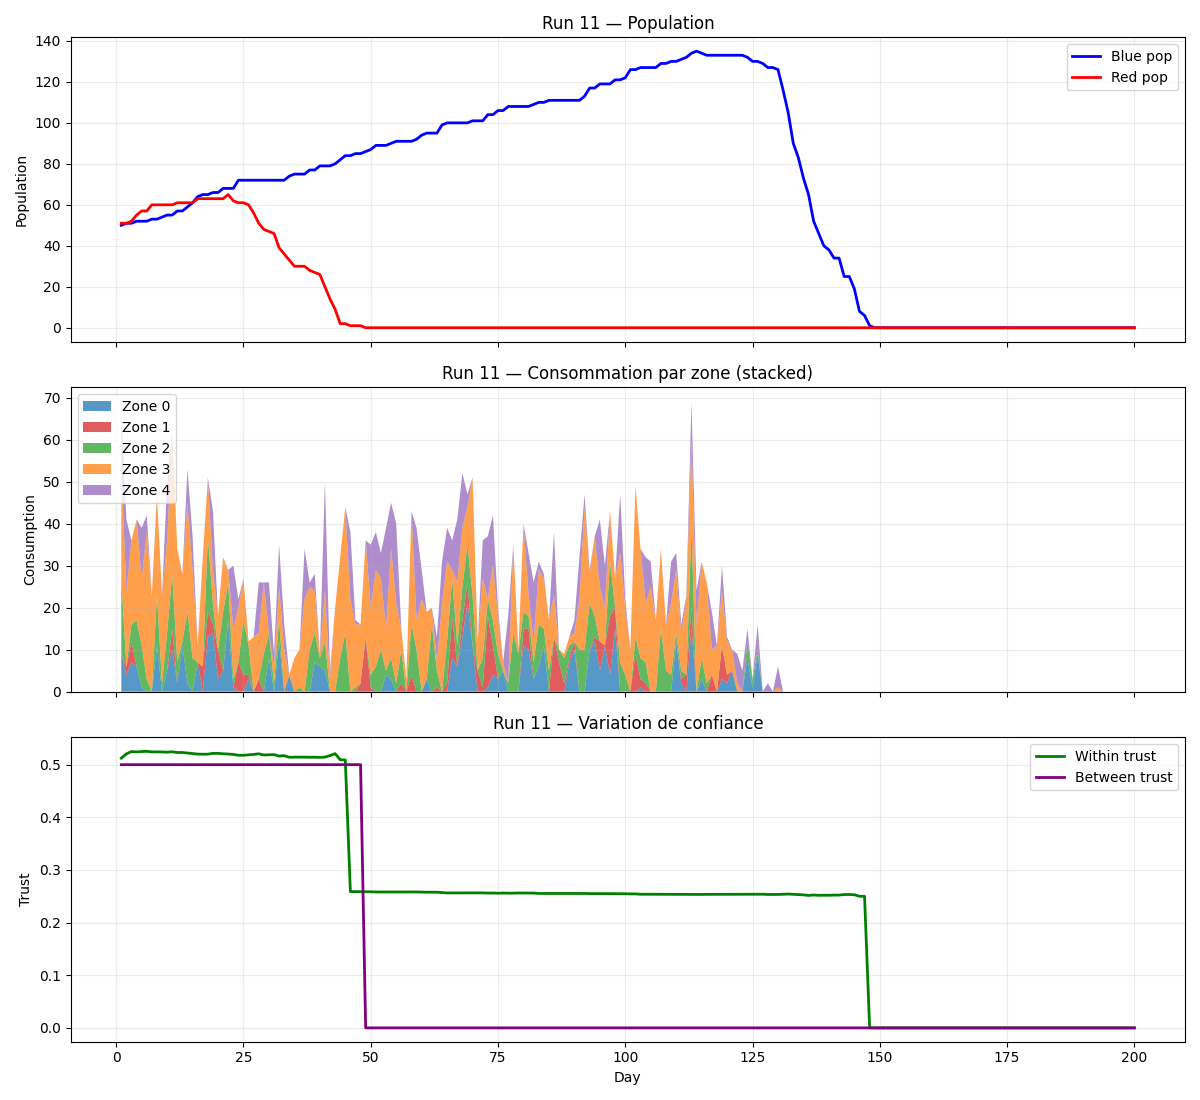 Run 11 — Population
140
120
100
80
60
40
20
0
Population
Blue pop
Red pop
Run 11 — Consommation par zone (stacked)
70
60
50
40
30
20
10
0
Consumption
Zone 0
Zone 1
Zone 2
Zone 3
Zone 4
Run 11 — Variation de confiance
0.5
0.4
0.3
0.2
0.1
0.0
Trust
Within trust
Between trust
0 25 50 75 100 125 150 175 200
Day